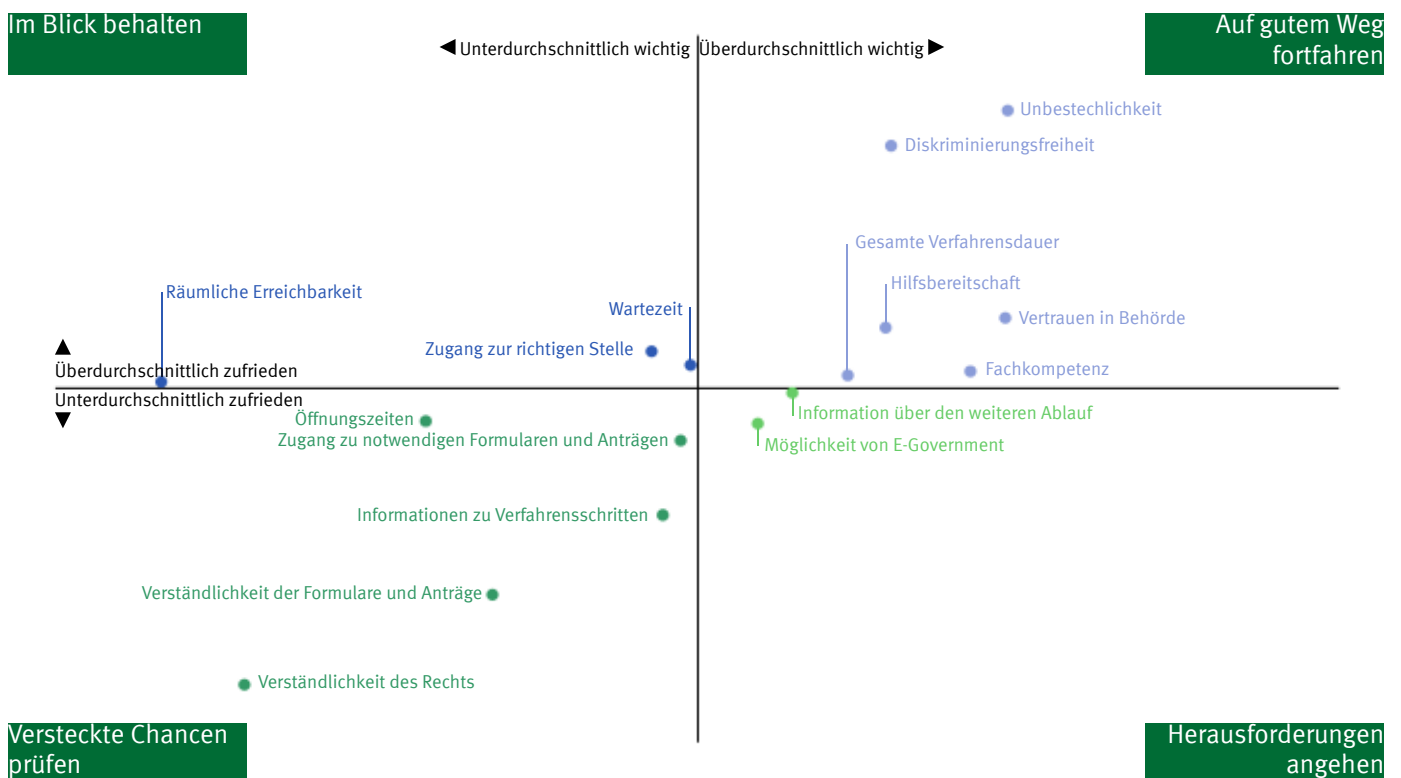 Im Blick behalten
Auf gutem Weg
fortfahren
◀ Unterdurchschnittlich wichtig
Überdurchschnittlich wichtig ▶
Unbestechlichkeit
Diskriminierungsfreiheit
Gesamte Verfahrensdauer
Hilfsbereitschaft
Räumliche Erreichbarkeit
Wartezeit
Vertrauen in Behörde
Zugang zur richtigen Stelle
▲
Überdurchschnittlich zufrieden
Fachkompetenz
Unterdurchschnittlich zufrieden
▼
Öffnungszeiten
Information über den weiteren Ablauf
Zugang zu notwendigen Formularen und Anträgen
Möglichkeit von E-Government
Informationen zu Verfahrensschritten
Verständlichkeit der Formulare und Anträge
Verständlichkeit des Rechts
Versteckte Chancen
prüfen
Herausforderungen
angehen